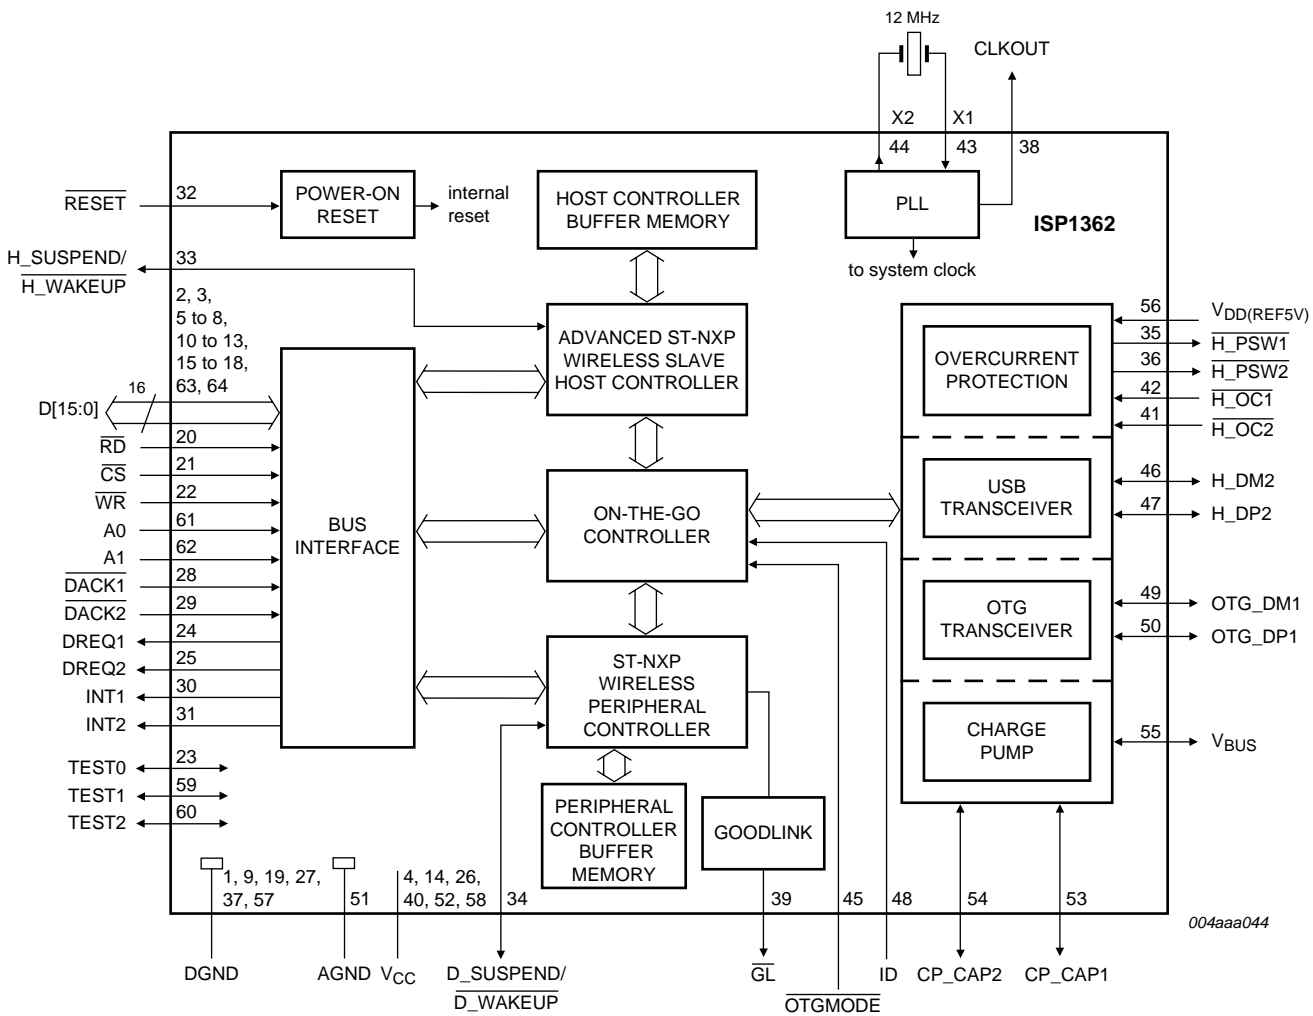 12 MHz
CLKOUT
X2
X1
44
43
38
RESET
32
POWER-ON
RESET
internal
reset
HOST CONTROLLER
BUFFER MEMORY
PLL
ISP1362
to system clock
H_SUSPEND/
H_WAKEUP
33
2, 3,
5 to 8,
10 to 13,
15 to 18,
63, 64
16
D[15:0]
RD
20
CS
21
WR
22
A0
61
A1
62
DACK1
28
DACK2
29
DREQ1
24
DREQ2
25
INT1
30
INT2
31
TEST0
23
TEST1
59
TEST2
60
BUS
INTERFACE
ADVANCED ST-NXP
WIRELESS SLAVE
HOST CONTROLLER
ON-THE-GO
CONTROLLER
ST-NXP
WIRELESS
PERIPHERAL
CONTROLLER
PERIPHERAL
CONTROLLER
BUFFER
MEMORY
GOODLINK
OVERCURRENT
PROTECTION
USB
TRANSCEIVER
OTG
TRANSCEIVER
CHARGE
PUMP
56
VDD(REF5V)
35
H_PSW1
36
H_PSW2
42
H_OC1
41
H_OC2
46
H_DM2
47
H_DP2
49
OTG_DM1
50
OTG_DP1
55
VBUS
1, 9, 19, 27,
37, 57
51
4, 14, 26,
40, 52, 58
34
39
45
48
54
53
004aaa044
DGND
AGND
VCC
D_SUSPEND/
D_WAKEUP
GL
OTGMODE
ID
CP_CAP2
CP_CAP1